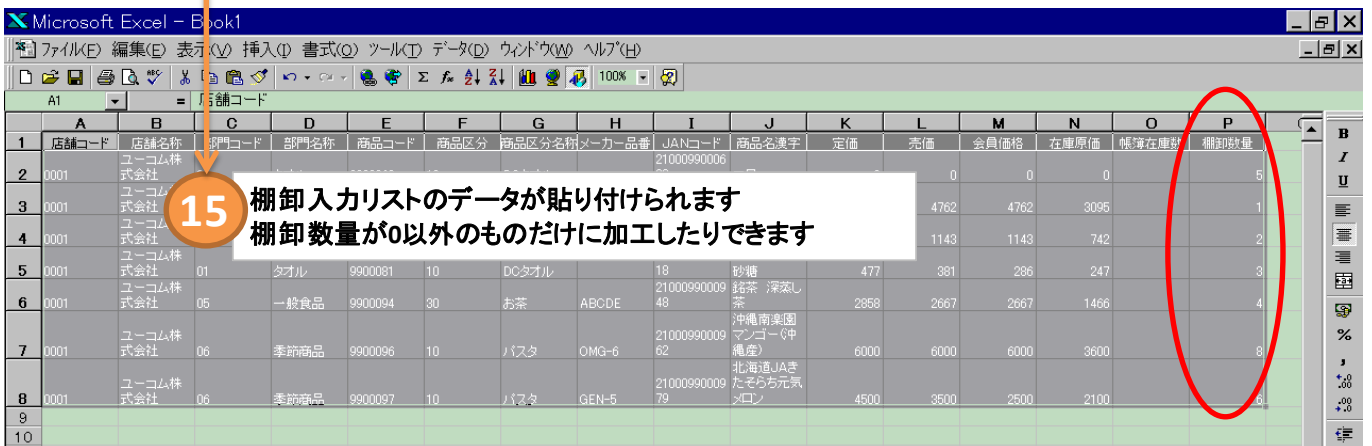 Microsoft Excel - Book1
ファイル(F) 編集(E) 表示(V) 挿入(I) 書式(O) ツール(T) データ(D) ウィンドウ(W) ヘルプ(H)
100%
A1 = 店舗コード
A B C D E F G H I J K L M N O P
1 店舗コード 店舗名称 部門コード 部門名称 商品コード 商品区分 商品区分名称 メーカー品番 JANコード 商品名漢字 定価 売価 会員価格 在庫原価 帳簿在庫数 棚卸数量
2 0001 ユーコム株式会社 21000990006 0 0 0 5
3 0001 4762 4762 3095 1
4 0001 1143 1143 742 2
15
棚卸入力リストのデータが貼り付けられます
棚卸数量が0以外のものだけに加工したりできます
5 0001 ユーコム株式会社 01 タオル 9900081 10 DCタオル 18 砂糖 477 381 286 247 3
6 0001 ユーコム株式会社 05 一般食品 9900094 30 お茶 ABCDE 2100099000948 銘茶 深蒸し茶 2858 2667 2667 1466 4
7 0001 ユーコム株式会社 06 季節商品 9900096 10 パスタ OMG-6 2100099000962 沖縄南楽園マンゴー(沖縄産) 6000 6000 6000 3600 8
8 0001 ユーコム株式会社 06 季節商品 9900097 10 パスタ GEN-5 2100099000979 北海道JAきたそらち元気メロン 4500 3500 2500 2100 6
9
10